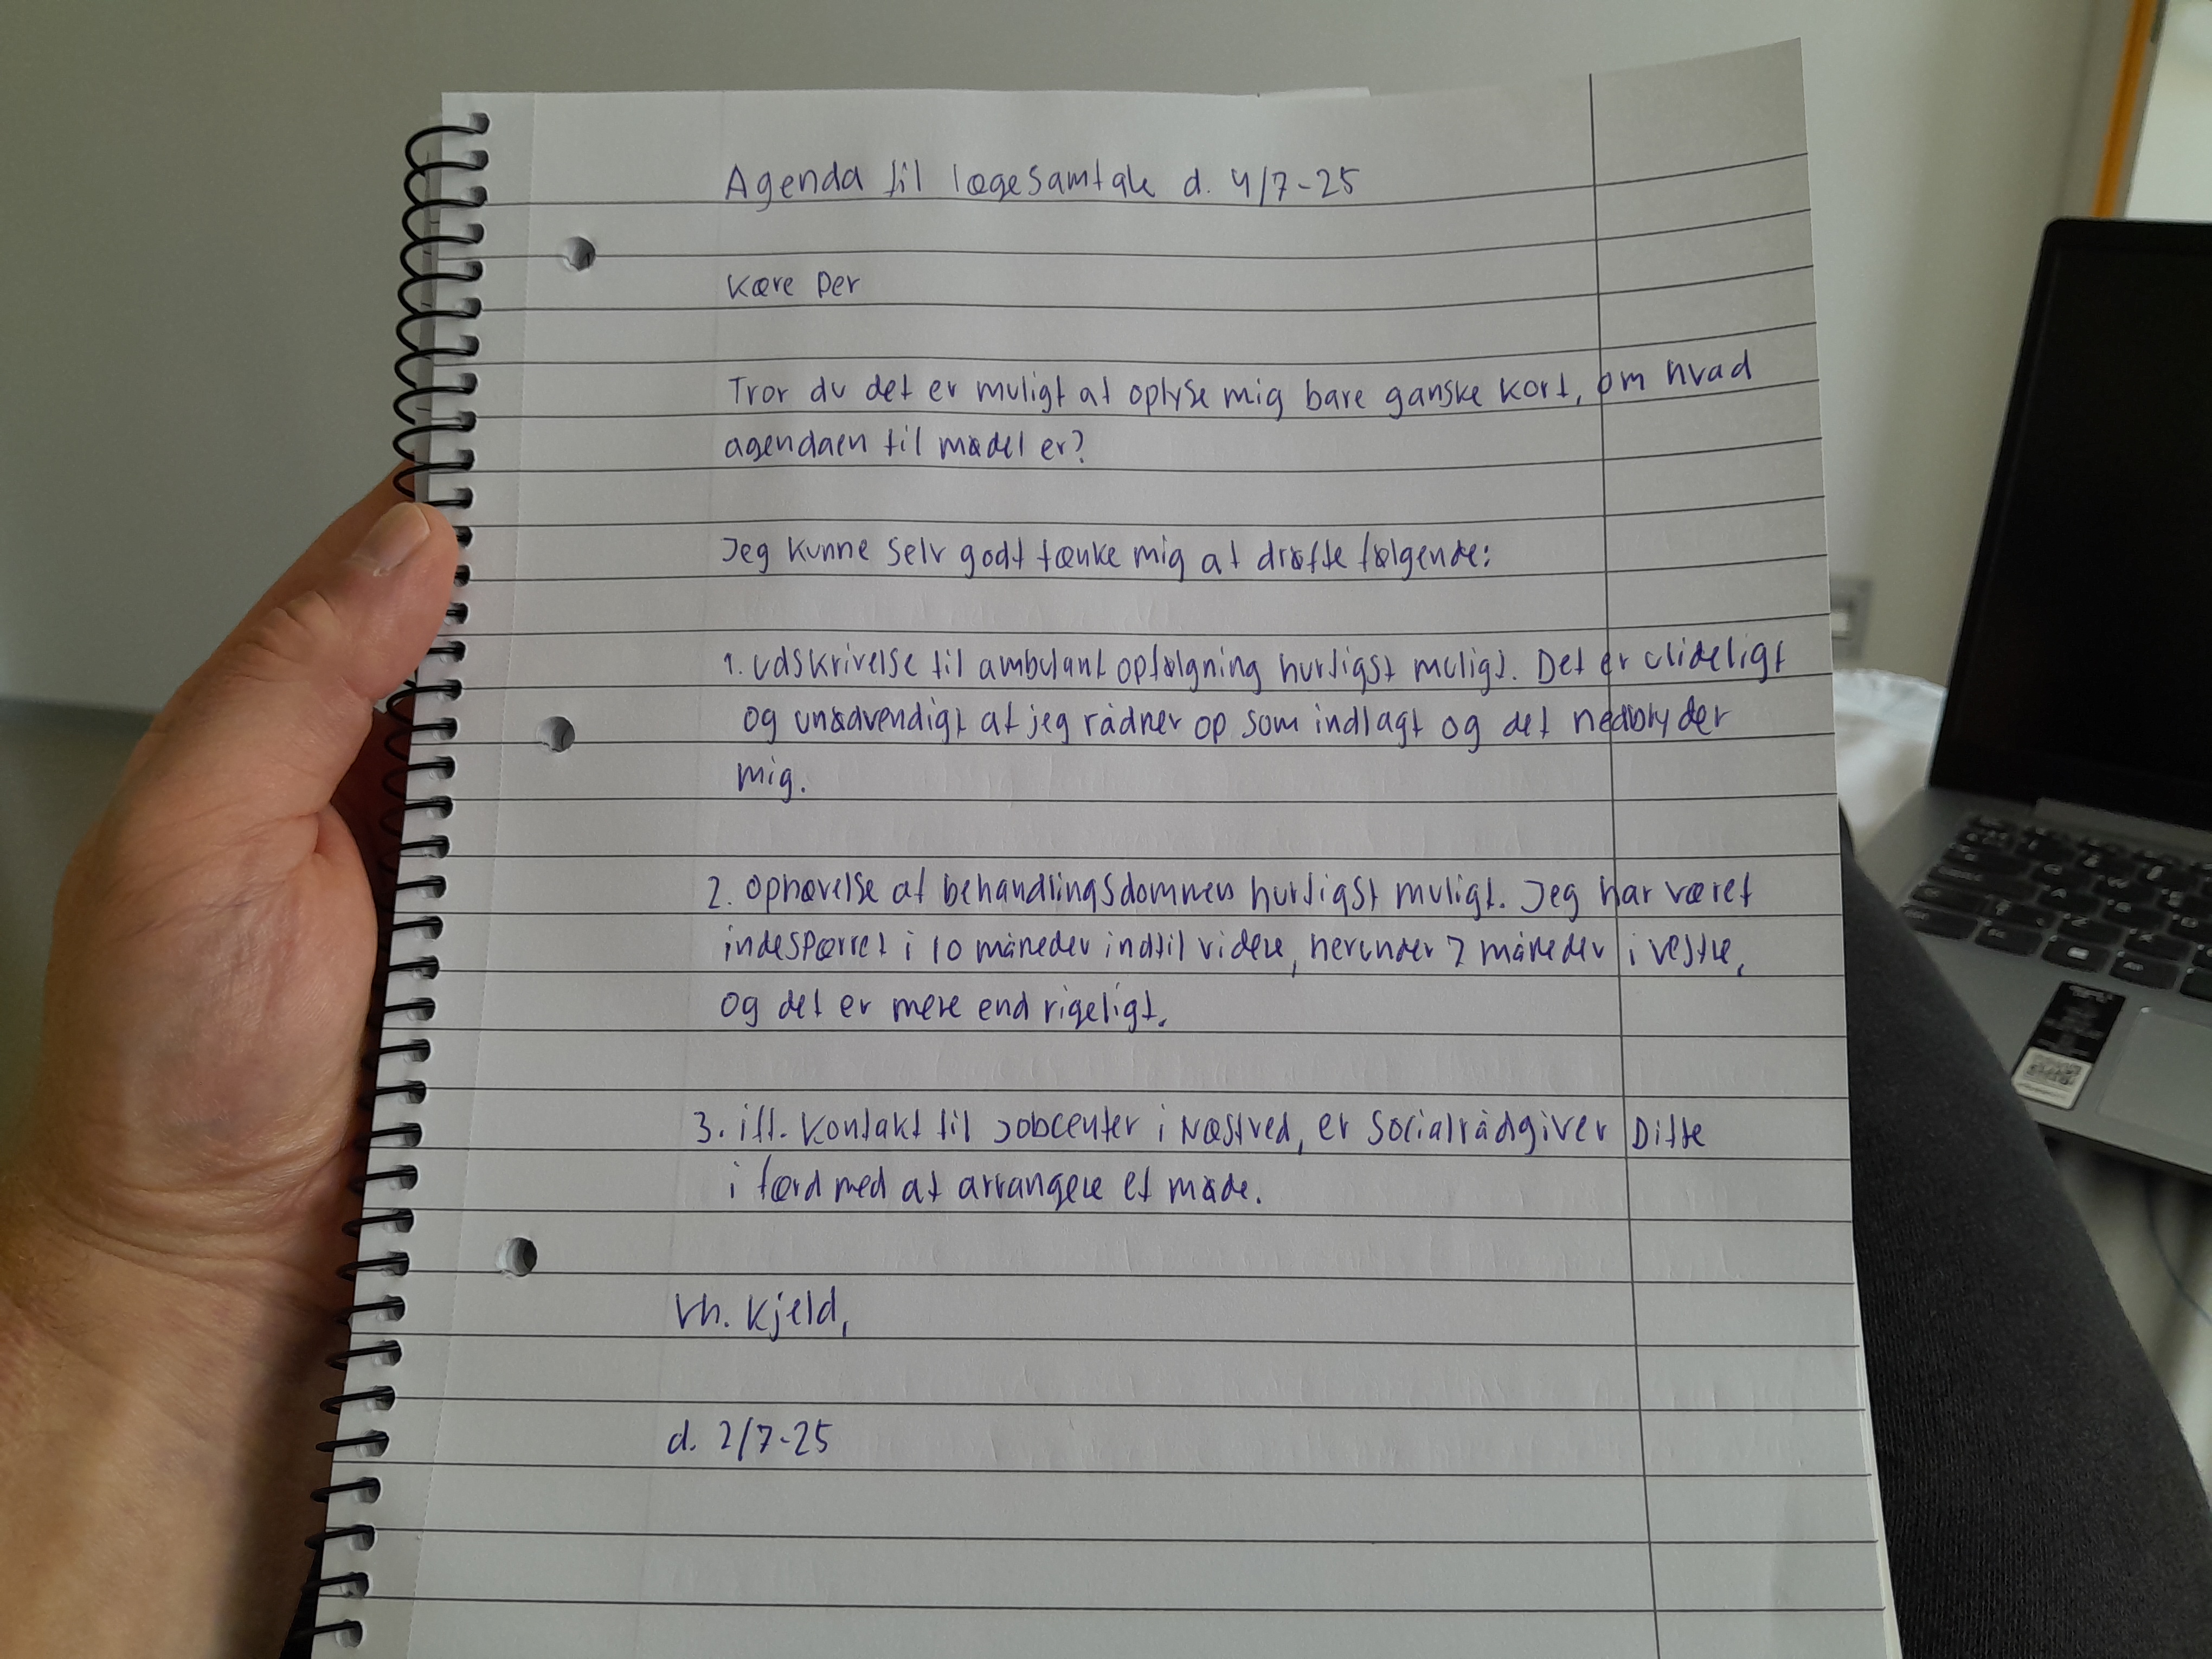 Agenda til lægesamtale d. 4/7-25
Kære Per
Tror du det er muligt at oplyse mig bare ganske kort, om hvad
agendaen til mødet er?
Jeg kunne selv godt tænke mig at drøfte følgende:
1. Udskrivelse til ambulant opfølgning hurtigst muligt. Det er ulideligt
og unødvendigt at jeg rådner op som indlagt og det nedbryder
mig.
2. Ophævelse af behandlingsdommen hurtigst muligt. Jeg har været
indespærret i 10 måneder indtil videre, herunder 7 måneder i Vestre,
og det er mere end rigeligt.
3. ift. kontakt til Jobcenter i Næstved, er Socialrådgiver Ditte
i færd med at arrangere et møde.
Vh. Kjeld,
d. 2/7-25